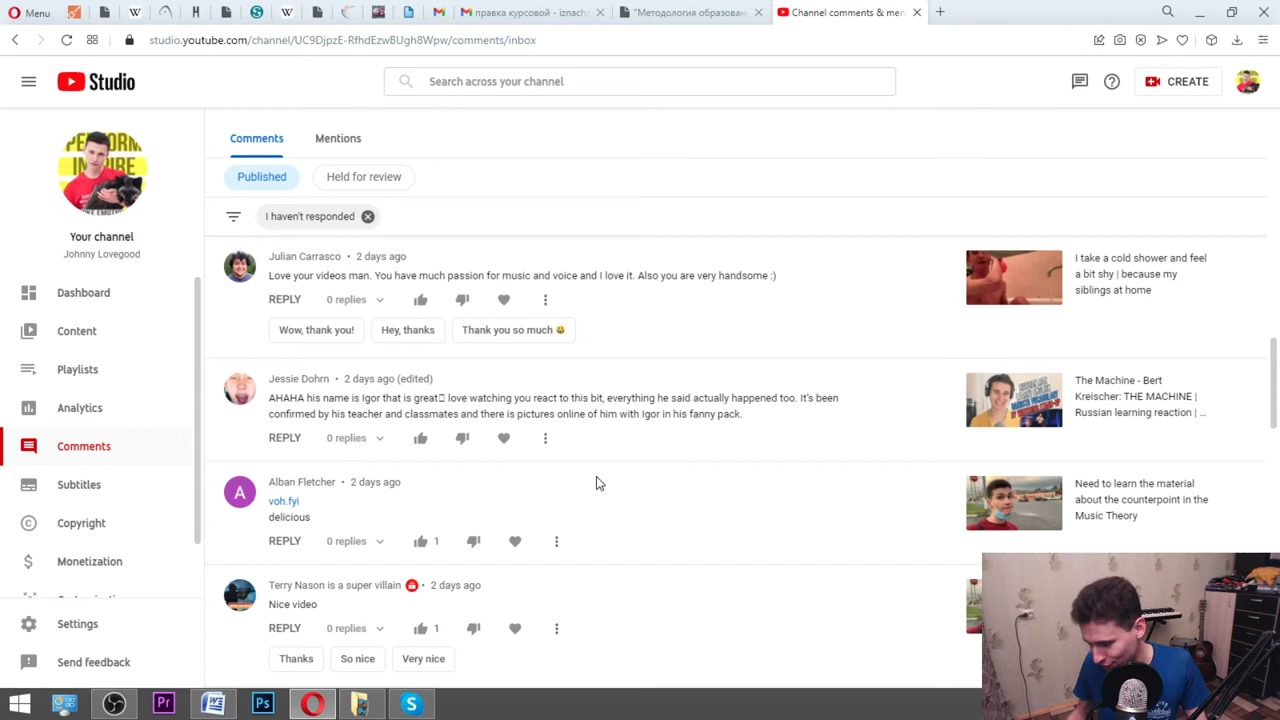 Menu
правка курсовой - iznacha
"Методология образован
Channel comments & men
studio.youtube.com/channel/UC9DjpzE-RfhdEzwBUgh8Wpw/comments/inbox
Studio
Search across your channel
CREATE
PERFORM
INSPIRE
Your channel
Johnny Lovegood
Dashboard
Content
Playlists
Analytics
Comments
Subtitles
Copyright
Monetization
Settings
Send feedback
Comments
Mentions
Published
Held for review
I haven't responded
Julian Carrasco • 2 days ago
Love your videos man. You have much passion for music and voice and I love it. Also you are very handsome :)
REPLY 0 replies
Wow, thank you! Hey, thanks Thank you so much 😀
I take a cold shower and feel
a bit shy | because my
siblings at home
Jessie Dohrn • 2 days ago (edited)
AHAHA his name is Igor that is great▯ love watching you react to this bit, everything he said actually happened too. It's been
confirmed by his teacher and classmates and there is pictures online of him with Igor in his fanny pack.
REPLY 0 replies
The Machine - Bert
Kreischer: THE MACHINE |
Russian learning reaction | ...
Alban Fletcher • 2 days ago
voh.fyi
delicious
REPLY 0 replies 1
Need to learn the material
about the counterpoint in the
Music Theory
Terry Nason is a super villain • 2 days ago
Nice video
REPLY 0 replies 1
Thanks So nice Very nice
Pr
Ps